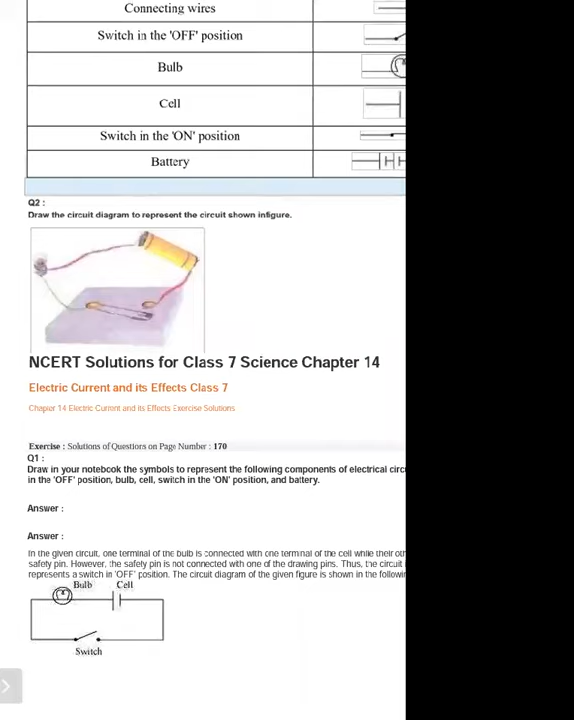 Connecting wires
Switch in the 'OFF' position
Bulb
Cell
Switch in the 'ON' position
Battery
Q2 :
Draw the circuit diagram to represent the circuit shown infigure.
NCERT Solutions for Class 7 Science Chapter 14
Electric Current and its Effects Class 7
Chapter 14 Electric Current and its Effects Exercise Solutions
Exercise : Solutions of Questions on Page Number : 170
Q1 :
Draw in your notebook the symbols to represent the following components of electrical
in the 'OFF' position, bulb, cell, switch in the 'ON' position, and battery.
Answer :
Answer :
In the given circuit, one terminal of the bulb is connected with one terminal of the cell while their
safety pin. However, the safety pin is not connected with one of the drawing pins. Thus, the circuit
represents a switch in 'OFF' position. The circuit diagram of the given figure is shown in the
Bulb Cell
Switch